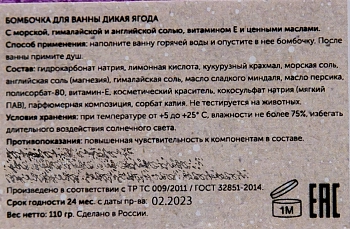 БОМБОЧКА ДЛЯ ВАННЫ ДИКАЯ ЯГОДА
С морской, гималайской и английской солью, витамином Е и ценными маслами.
Способ применения: наполните ванну горячей воды и опустите в нее бомбочку. После
ванны примите душ.
Состав: гидрокарбонат натрия, лимонная кислота, кукурузный крахмал, морская соль,
английская соль (магнезия), гималайская соль, масло сладкого миндаля, масло персика,
полисорбат-80, витамин-Е, косметический краситель, кокосульфат натрия (мягкий
ПАВ), парфюмерная композиция, сорбат калия. Не тестируется на животных.
Условия хранения: при температуре от +5 до +25° С, влажности не более 75%, избегать
длительного воздействия солнечного света.
Противопоказания: повышенная чувствительность к компонентам в составе.
Произведено в соответствии с ТР ТС 009/2011 / ГОСТ 32851-2014.
Срок годности 24 мес. с даты пр-ва: 02.2023
Вес нетто: 110 гр. Сделано в России.
1М
ЕАС